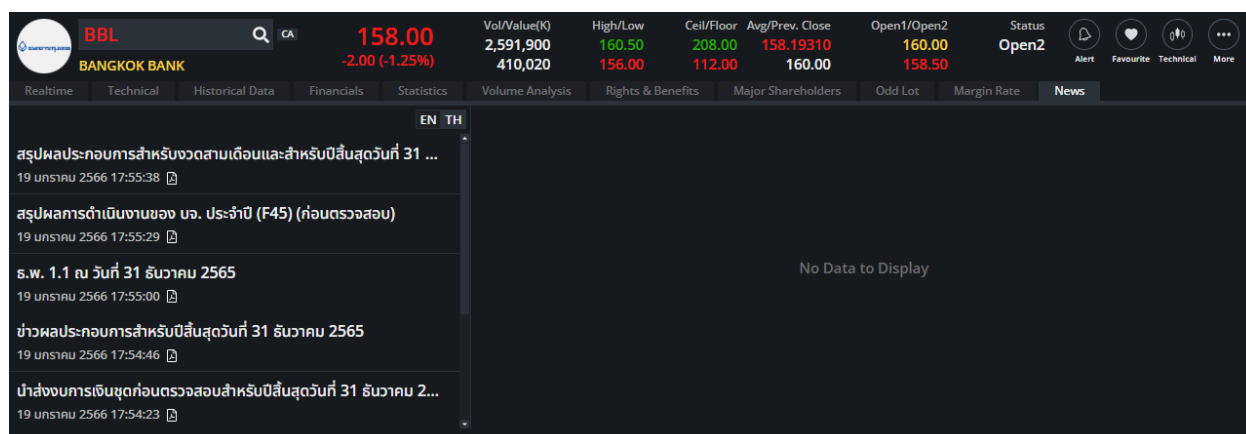 BBL CA 158.00 Vol/Value(K) High/Low Ceil/Floor Avg/Prev. Close Open1/Open2 Status
2,591,900 160.50 208.00 158.19310 160.00 Open2
BANGKOK BANK -2.00 (-1.25%) 410,020 156.00 112.00 160.00 158.50
Alert Favourite Technical More
Realtime Technical Historical Data Financials Statistics Volume Analysis Rights & Benefits Major Shareholders Odd Lot Margin Rate News
EN TH
สรุปผลประกอบการสำหรับงวดสามเดือนและสำหรับปีสิ้นสุดวันที่ 31 ...
19 มกราคม 2566 17:55:38
สรุปผลการดำเนินงานของ บจ. ประจำปี (F45) (ก่อนตรวจสอบ)
19 มกราคม 2566 17:55:29
ธ.พ. 1.1 ณ วันที่ 31 ธันวาคม 2565
19 มกราคม 2566 17:55:00
ข่าวผลประกอบการสำหรับปีสิ้นสุดวันที่ 31 ธันวาคม 2565
19 มกราคม 2566 17:54:46
นำส่งงบการเงินชุดก่อนตรวจสอบสำหรับปีสิ้นสุดวันที่ 31 ธันวาคม 2...
19 มกราคม 2566 17:54:23
No Data to Display